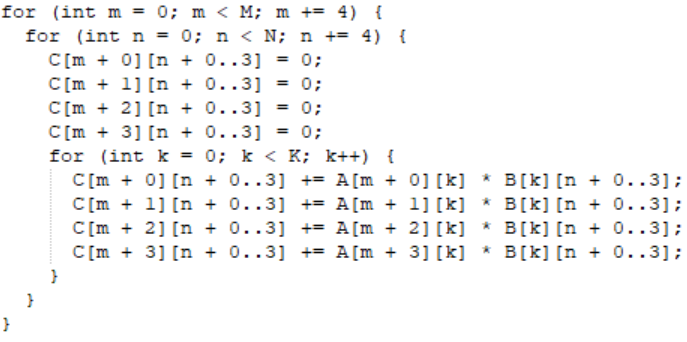 for (int m = 0; m < M; m += 4) {
  for (int n = 0; n < N; n += 4) {
    C[m + 0][n + 0..3] = 0;
    C[m + 1][n + 0..3] = 0;
    C[m + 2][n + 0..3] = 0;
    C[m + 3][n + 0..3] = 0;
    for (int k = 0; k < K; k++) {
      C[m + 0][n + 0..3] += A[m + 0][k] * B[k][n + 0..3];
      C[m + 1][n + 0..3] += A[m + 1][k] * B[k][n + 0..3];
      C[m + 2][n + 0..3] += A[m + 2][k] * B[k][n + 0..3];
      C[m + 3][n + 0..3] += A[m + 3][k] * B[k][n + 0..3];
    }
  }
}